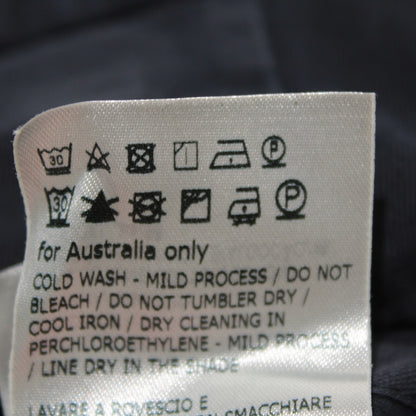 30 P
30 P
for Australia only
COLD WASH - MILD PROCESS / DO NOT
BLEACH / DO NOT TUMBLER DRY /
COOL IRON / DRY CLEANING IN
PERCHLOROETHYLENE - MILD PROCESS
/ LINE DRY IN THE SHADE
LAVARE A ROVESCIO E